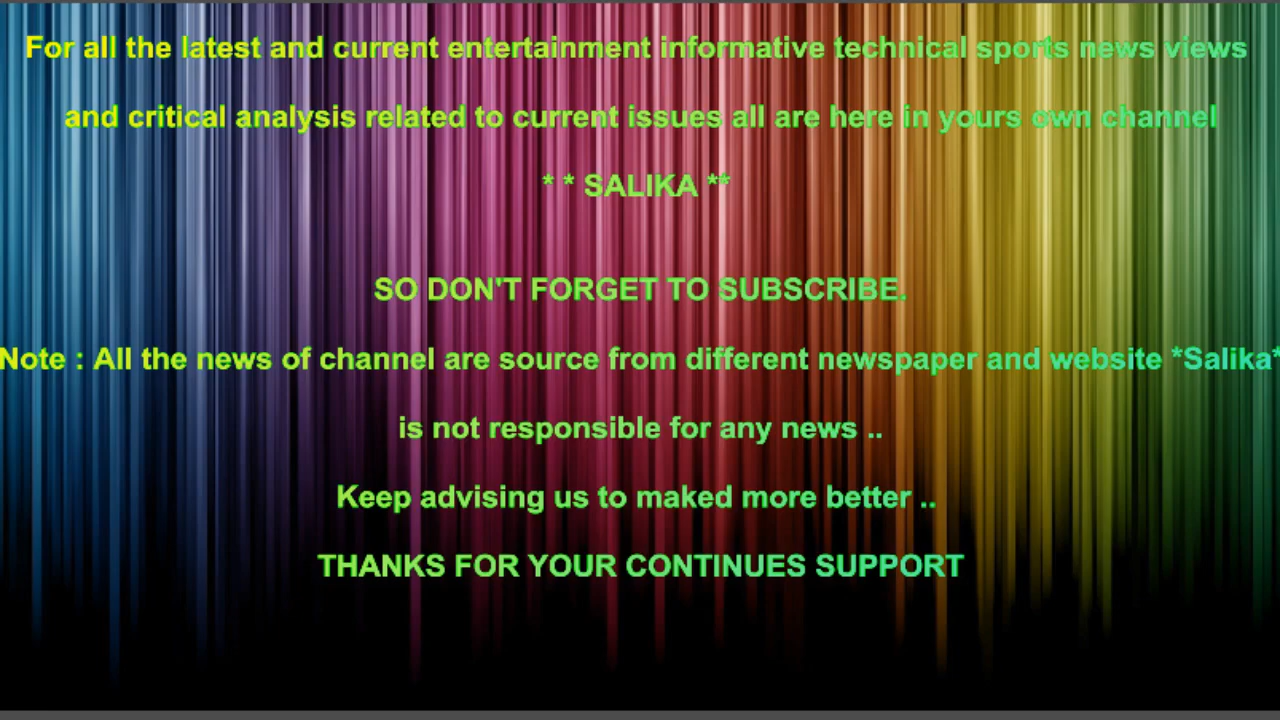 For all the latest and current entertainment informative technical sports news views
and critical analysis related to current issues all are here in yours own channel
* * SALIKA **
SO DON'T FORGET TO SUBSCRIBE.
Note : All the news of channel are source from different newspaper and website *Salika*
is not responsible for any news ..
Keep advising us to maked more better ..
THANKS FOR YOUR CONTINUES SUPPORT